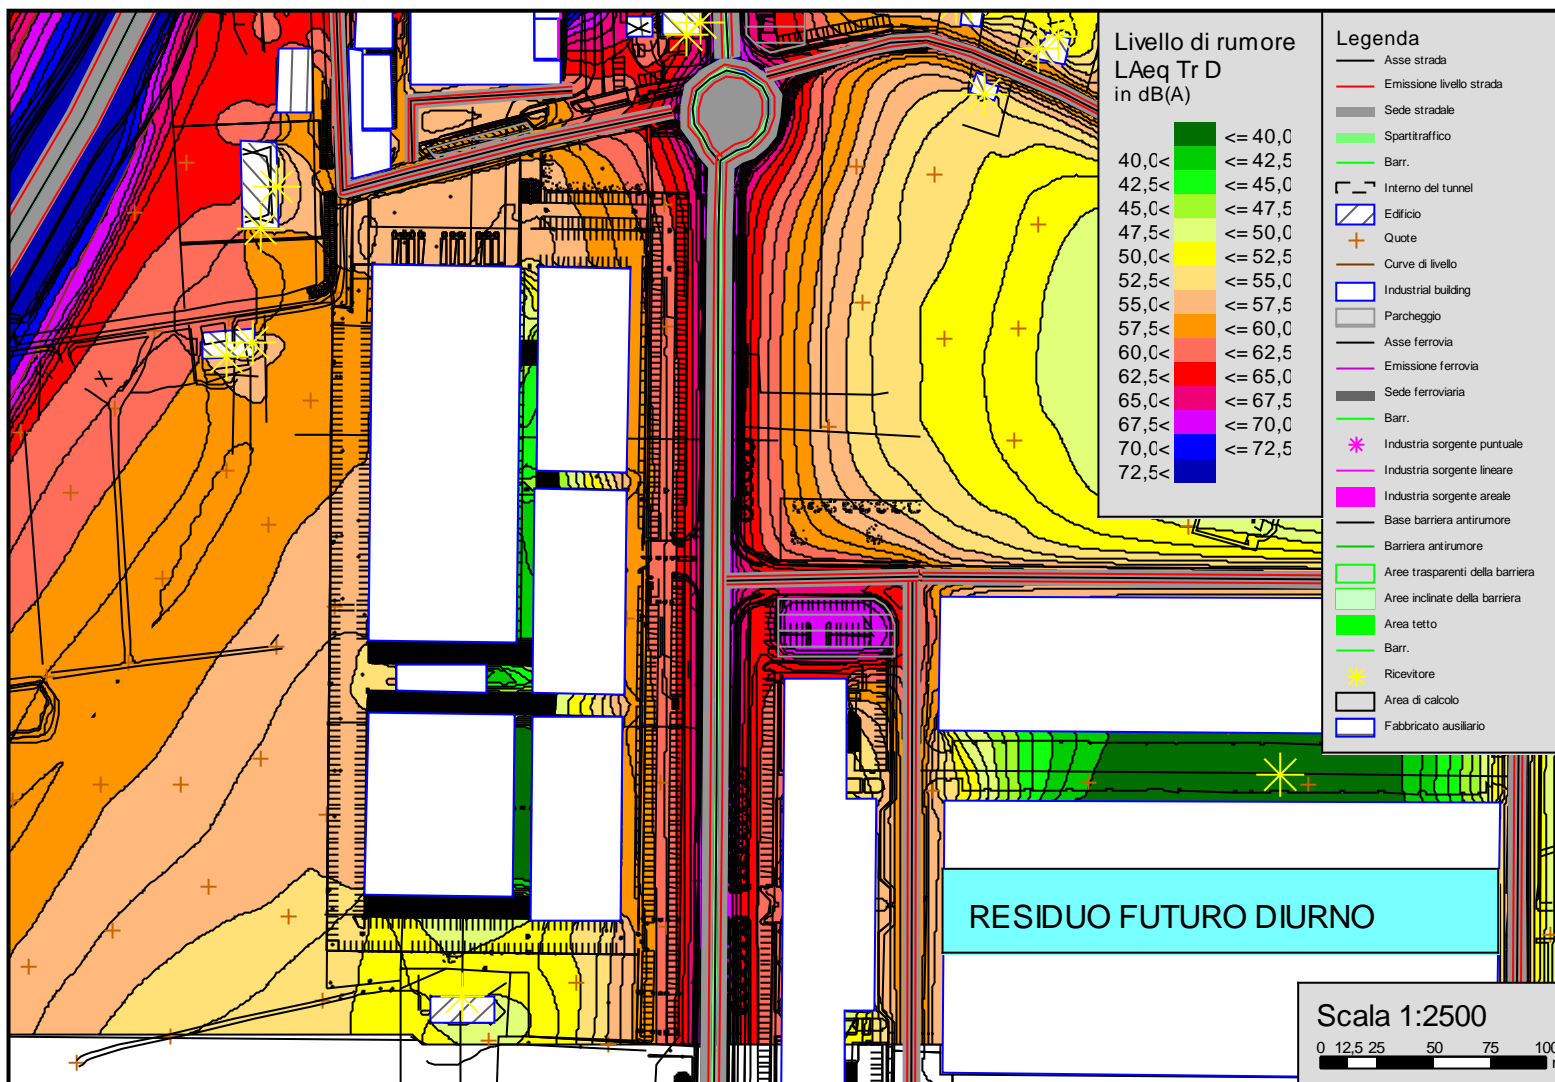 Livello di rumore
LAeq Tr D
in dB(A)
<= 40,0
40,0< <= 42,5
42,5< <= 45,0
45,0< <= 47,5
47,5< <= 50,0
50,0< <= 52,5
52,5< <= 55,0
55,0< <= 57,5
57,5< <= 60,0
60,0< <= 62,5
62,5< <= 65,0
65,0< <= 67,5
67,5< <= 70,0
70,0< <= 72,5
72,5<
Legenda
Asse strada
Emissione livello strada
Sede stradale
Spartitraffico
Barr.
Interno del tunnel
Edificio
Quote
Curve di livello
Industrial building
Parcheggio
Asse ferrovia
Emissione ferrovia
Sede ferroviaria
Barr.
Industria sorgente puntuale
Industria sorgente lineare
Industria sorgente areale
Base barriera antirumore
Barriera antirumore
Aree trasparenti della barriera
Aree inclinate della barriera
Area tetto
Barr.
Ricevitore
Area di calcolo
Fabbricato ausiliario
RESIDUO FUTURO DIURNO
Scala 1:2500
0 12,5 25 50 75 100